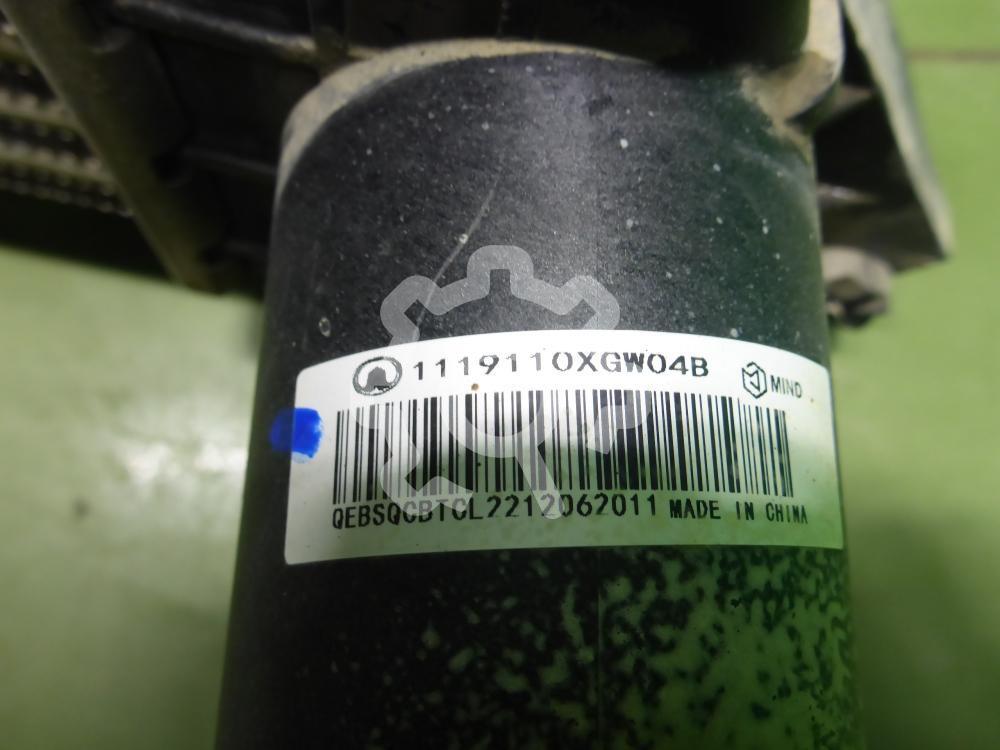 1119110XGW04B
MIND
QEBSQCBTCL2212062011 MADE IN CHINA